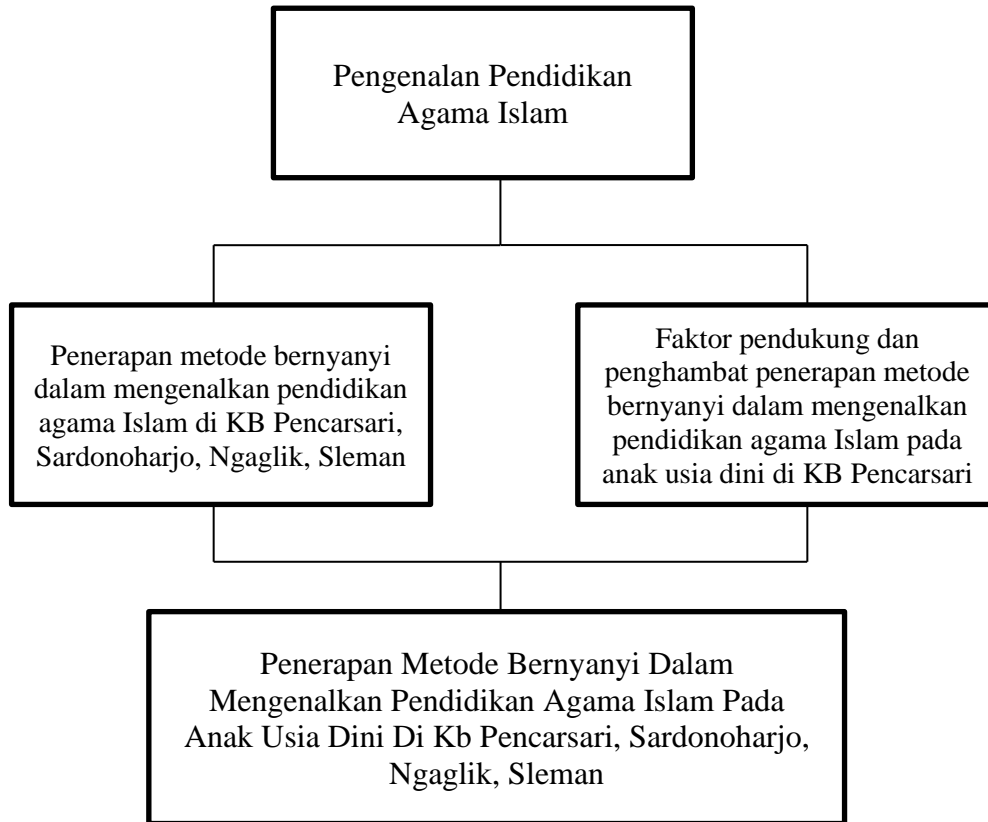 Pengenalan Pendidikan
Agama Islam
Penerapan metode bernyanyi
dalam mengenalkan pendidikan
agama Islam di KB Pencarsari,
Sardonoharjo, Ngaglik, Sleman
Faktor pendukung dan
penghambat penerapan metode
bernyanyi dalam mengenalkan
pendidikan agama Islam pada
anak usia dini di KB Pencarsari
Penerapan Metode Bernyanyi Dalam
Mengenalkan Pendidikan Agama Islam Pada
Anak Usia Dini Di Kb Pencarsari, Sardonoharjo,
Ngaglik, Sleman